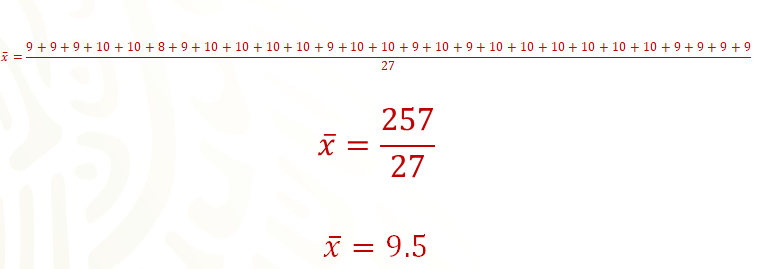 x̄ = 9 + 9 + 9 + 10 + 10 + 8 + 9 + 10 + 10 + 10 + 10 + 9 + 10 + 10 + 9 + 10 + 9 + 10 + 10 + 10 + 10 + 10 + 10 + 9 + 9 + 9 + 9
27
x̄ = 257
27
x̄ = 9.5